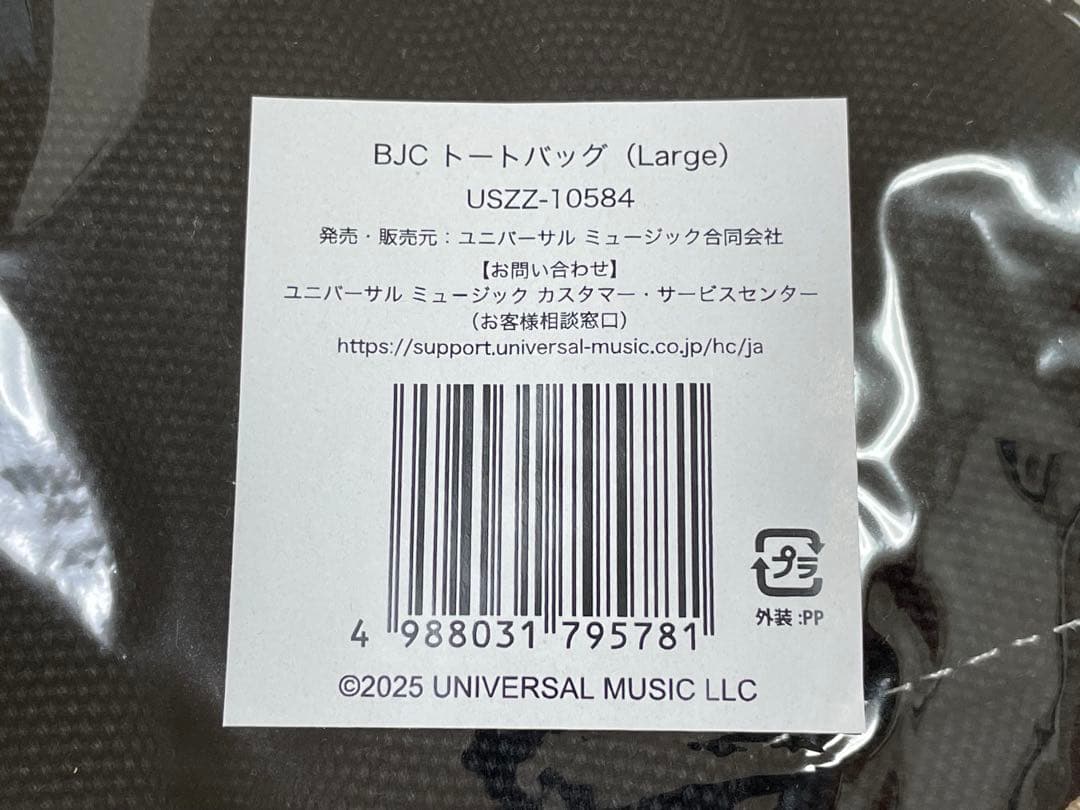 BJC トートバッグ（Large）
USZZ-10584
発売・販売元：ユニバーサル ミュージック合同会社
【お問い合わせ】
ユニバーサル ミュージック カスタマー・サービスセンター
（お客様相談窓口）
https://support.universal-music.co.jp/hc/ja
4 988031 795781
プラ
外装:PP
©2025 UNIVERSAL MUSIC LLC